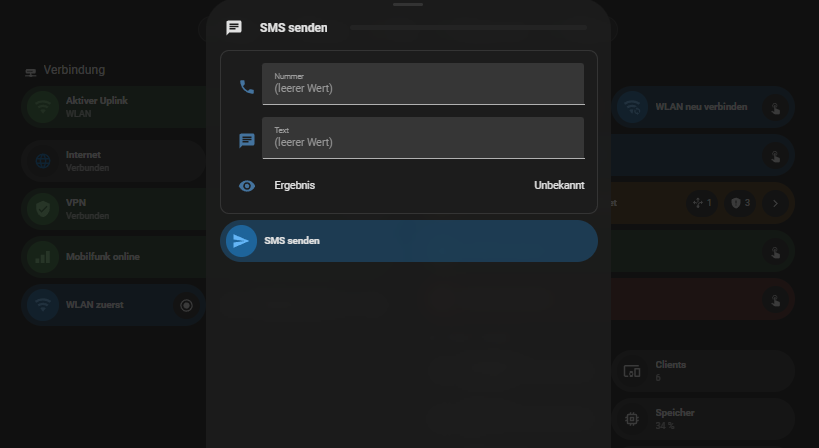 SMS senden
Nummer
(leerer Wert)
Text
(leerer Wert)
Ergebnis
Unbekannt
SMS senden
Verbindung
Aktiver Uplink
WLAN
Internet
Verbunden
VPN
Verbunden
Mobilfunk online
WLAN zuerst
WLAN neu verbinden
et
1
3
Clients
6
Speicher
34 %